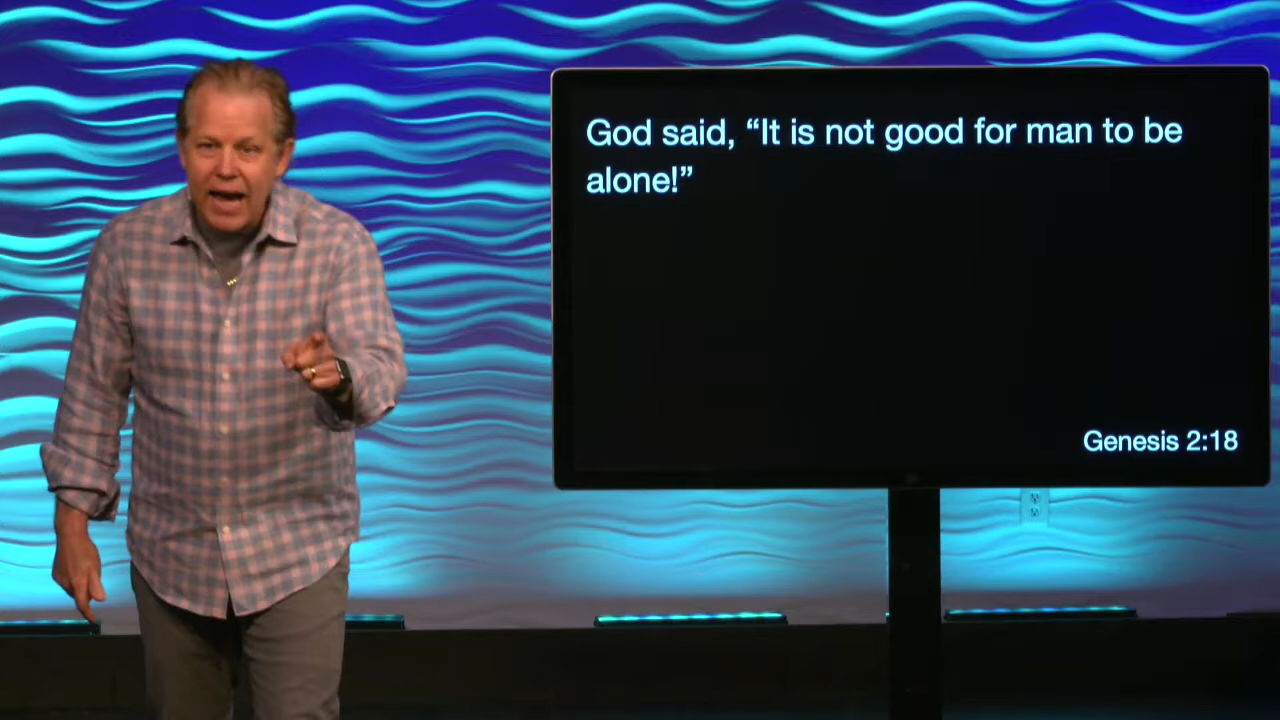 God said, “It is not good for man to be
alone!”
Genesis 2:18